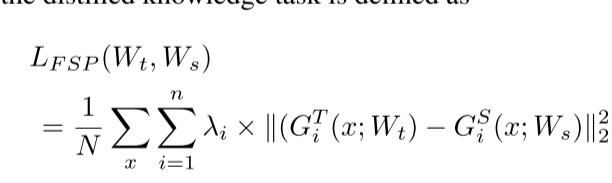 the distilled knowledge task is defined as
L_{FSP}(W_t, W_s)
= \frac{1}{N} \sum_{x} \sum_{i=1}^{n} \lambda_i \times \|(G_i^T(x; W_t) - G_i^S(x; W_s)\|_2^2